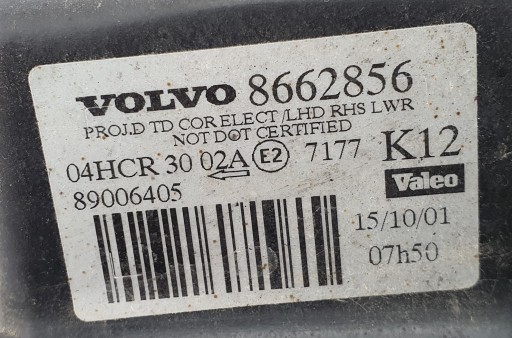 VOLVO 8662856
PROJ.D TD COR ELECT /LHD RHS LWR
NOT DOT CERTIFIED
04HCR 30 02A E2 7177 K12
89006405
Valeo
15/10/01
07h50